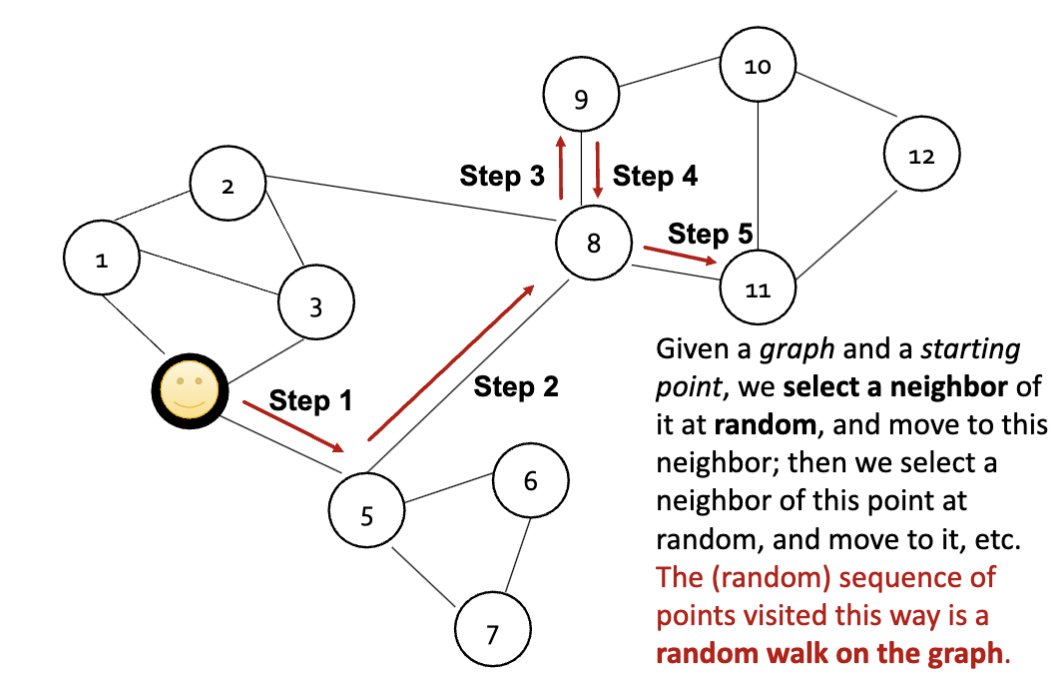 10
9
12
Step 3
Step 4
2
Step 5
8
1
11
3
Given a graph and a starting
point, we select a neighbor of
it at random, and move to this
neighbor; then we select a
neighbor of this point at
random, and move to it, etc.
The (random) sequence of
points visited this way is a
random walk on the graph.
Step 1
Step 2
6
5
7